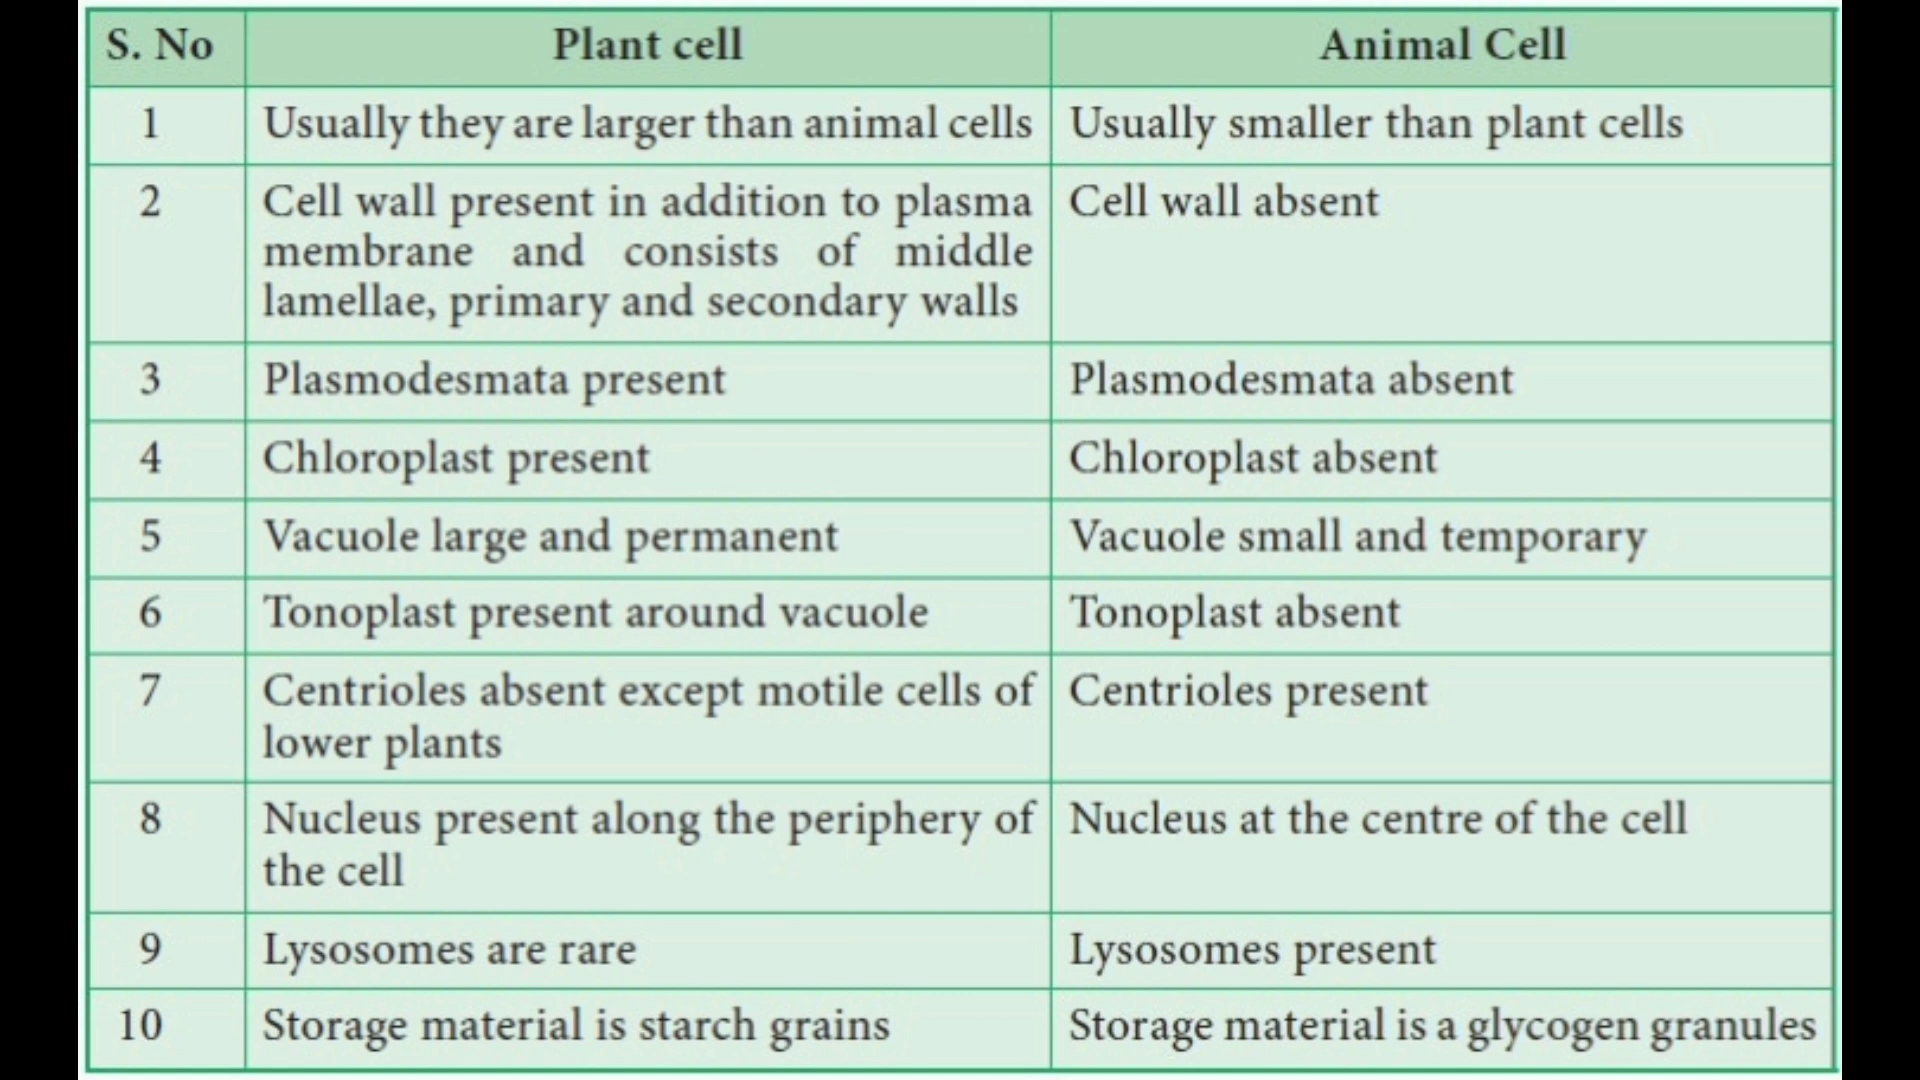 S. No Plant cell Animal Cell
1 Usually they are larger than animal cells Usually smaller than plant cells
2 Cell wall present in addition to plasma Cell wall absent
membrane and consists of middle
lamellae, primary and secondary walls
3 Plasmodesmata present Plasmodesmata absent
4 Chloroplast present Chloroplast absent
5 Vacuole large and permanent Vacuole small and temporary
6 Tonoplast present around vacuole Tonoplast absent
7 Centrioles absent except motile cells of Centrioles present
lower plants
8 Nucleus present along the periphery of Nucleus at the centre of the cell
the cell
9 Lysosomes are rare Lysosomes present
10 Storage material is starch grains Storage material is a glycogen granules